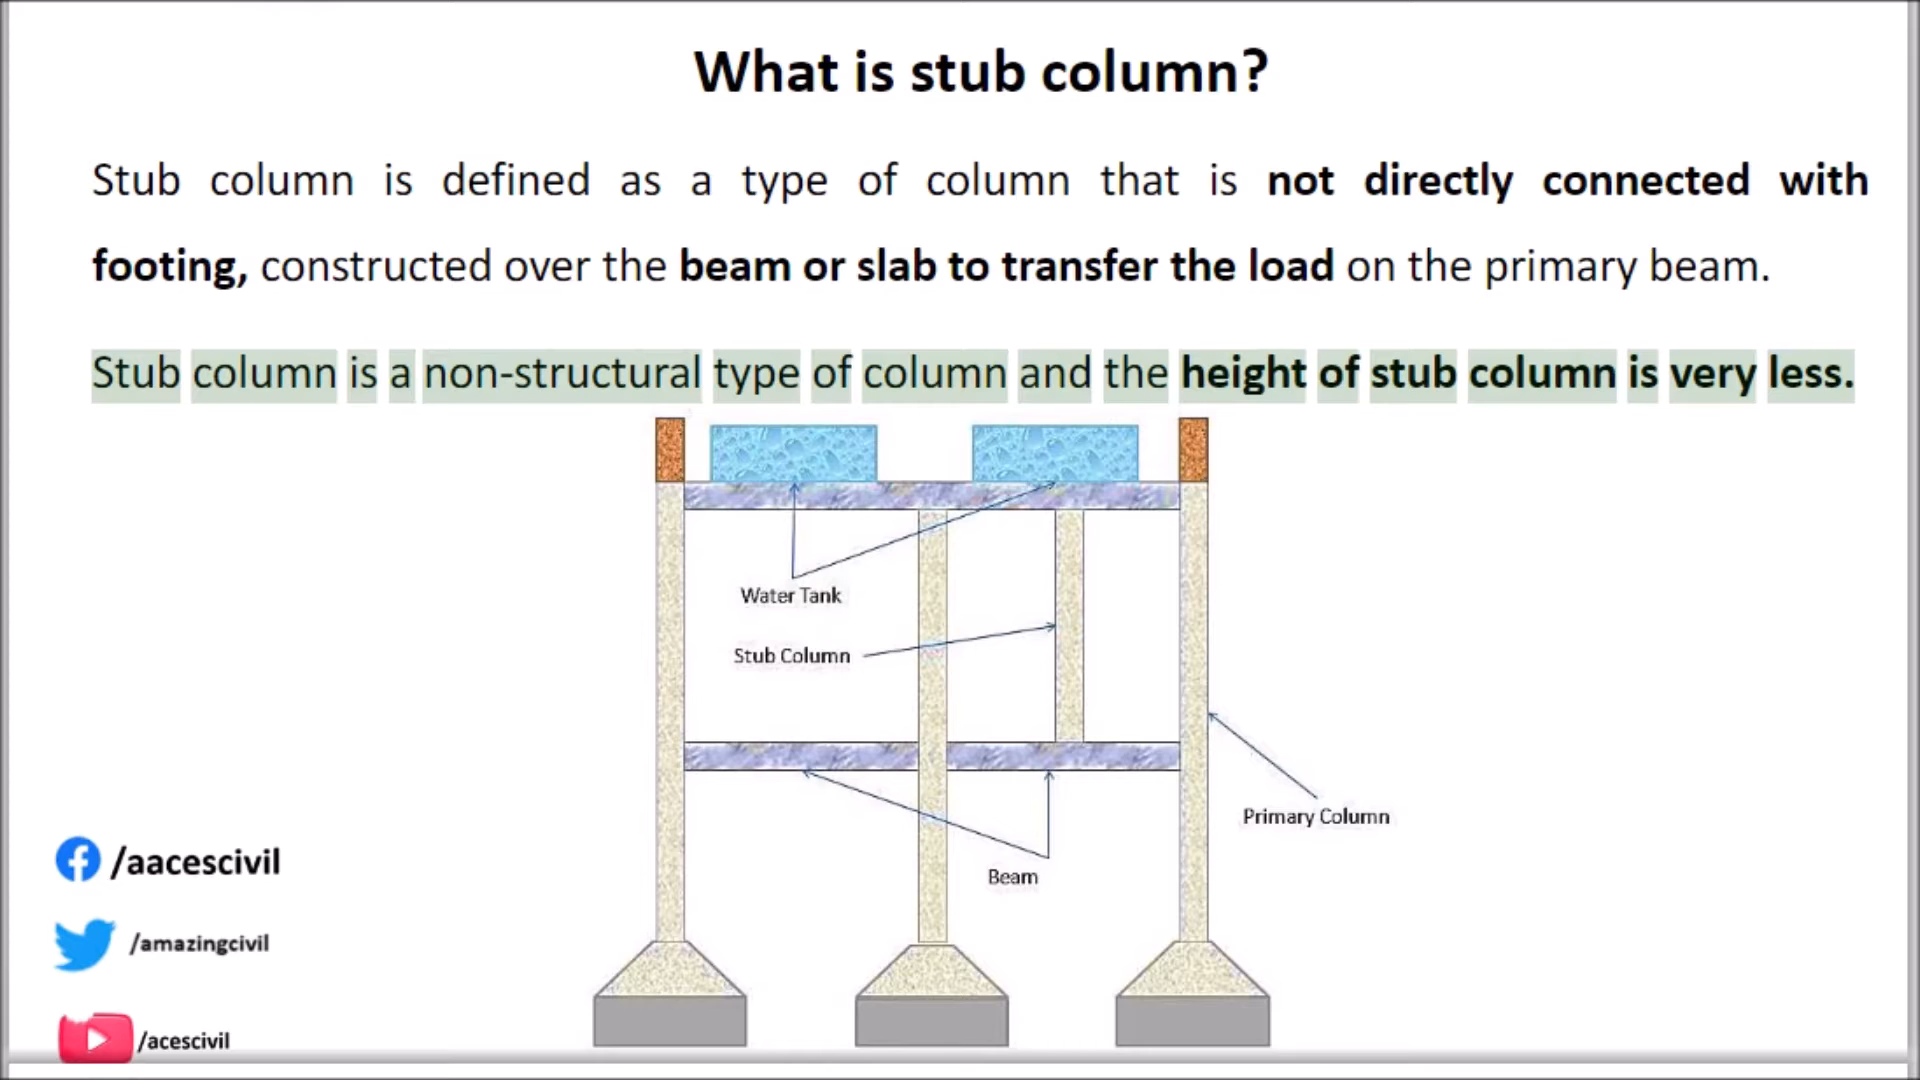 What is stub column?
Stub column is defined as a type of column that is not directly connected with
footing, constructed over the beam or slab to transfer the load on the primary beam.
Stub column is a non-structural type of column and the height of stub column is very less.
Water Tank
Stub Column
Primary Column
Beam
/aacescivil
/amazingcivil
/acescivil